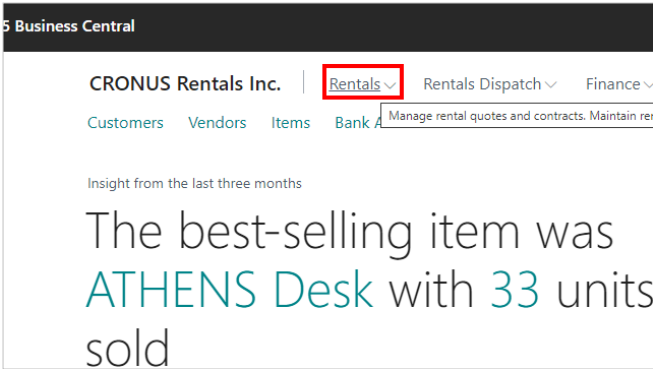 5 Business Central
CRONUS Rentals Inc. Rentals Rentals Dispatch Finance
Customers Vendors Items Bank
Manage rental quotes and contracts. Maintain
Insight from the last three months
The best-selling item was
ATHENS Desk with 33 units
sold